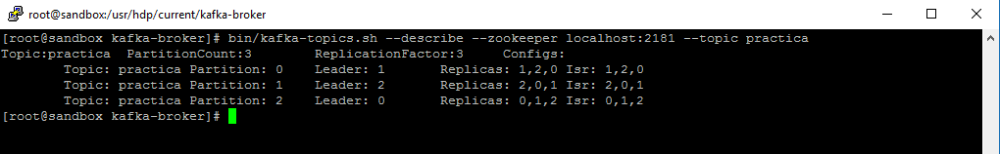 root@sandbox:/usr/hdp/current/kafka-broker
[root@sandbox kafka-broker]# bin/kafka-topics.sh --describe --zookeeper localhost:2181 --topic practica
Topic:practica  PartitionCount:3        ReplicationFactor:3     Configs:
        Topic: practica Partition: 0    Leader: 1       Replicas: 1,2,0 Isr: 1,2,0
        Topic: practica Partition: 1    Leader: 2       Replicas: 2,0,1 Isr: 2,0,1
        Topic: practica Partition: 2    Leader: 0       Replicas: 0,1,2 Isr: 0,1,2
[root@sandbox kafka-broker]#